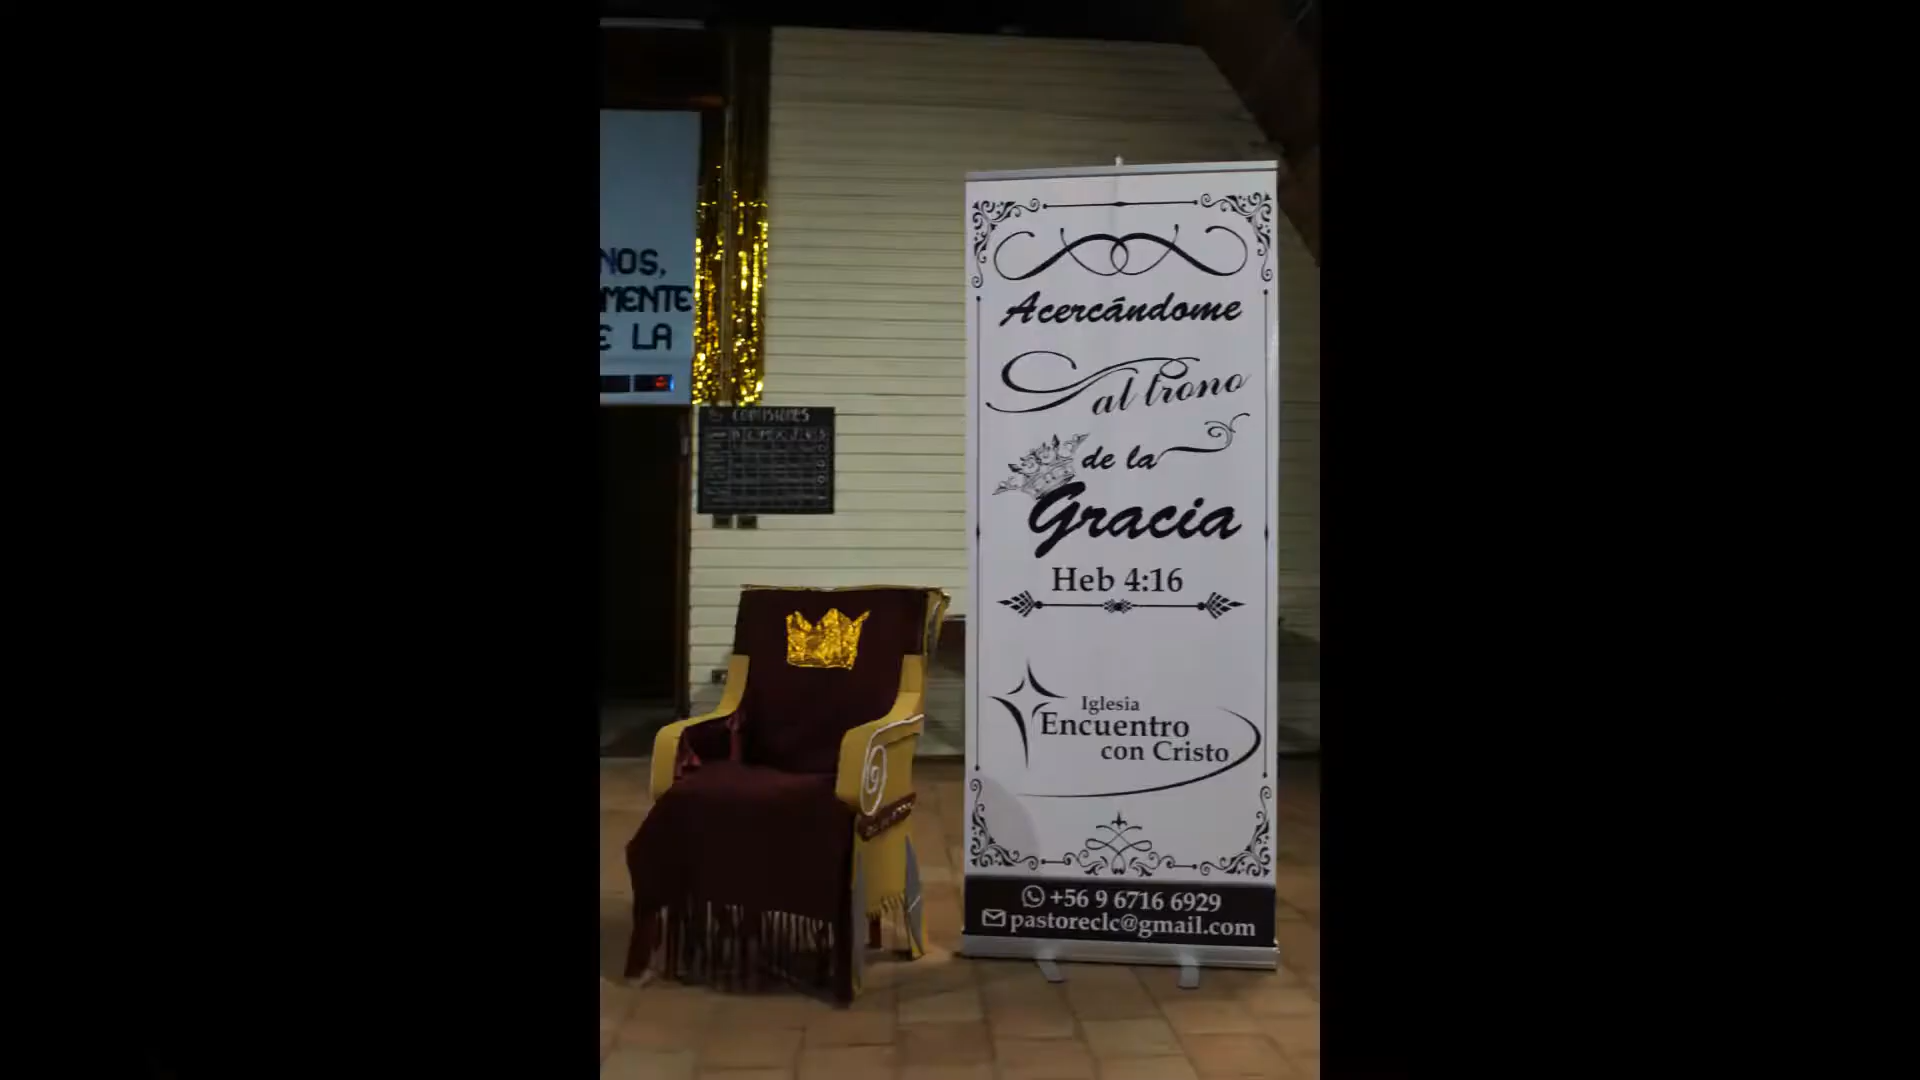 NOS,
MENTE
E LA
COMISIONES
Acercándome
al trono
de la
Gracia
Heb 4:16
Iglesia
Encuentro
con Cristo
+56 9 6716 6929
pastoreclc@gmail.com